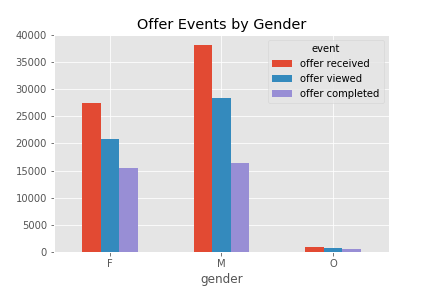 Offer Events by Gender
40000
35000
30000
25000
20000
15000
10000
5000
0
event
offer received
offer viewed
offer completed
F M O
gender